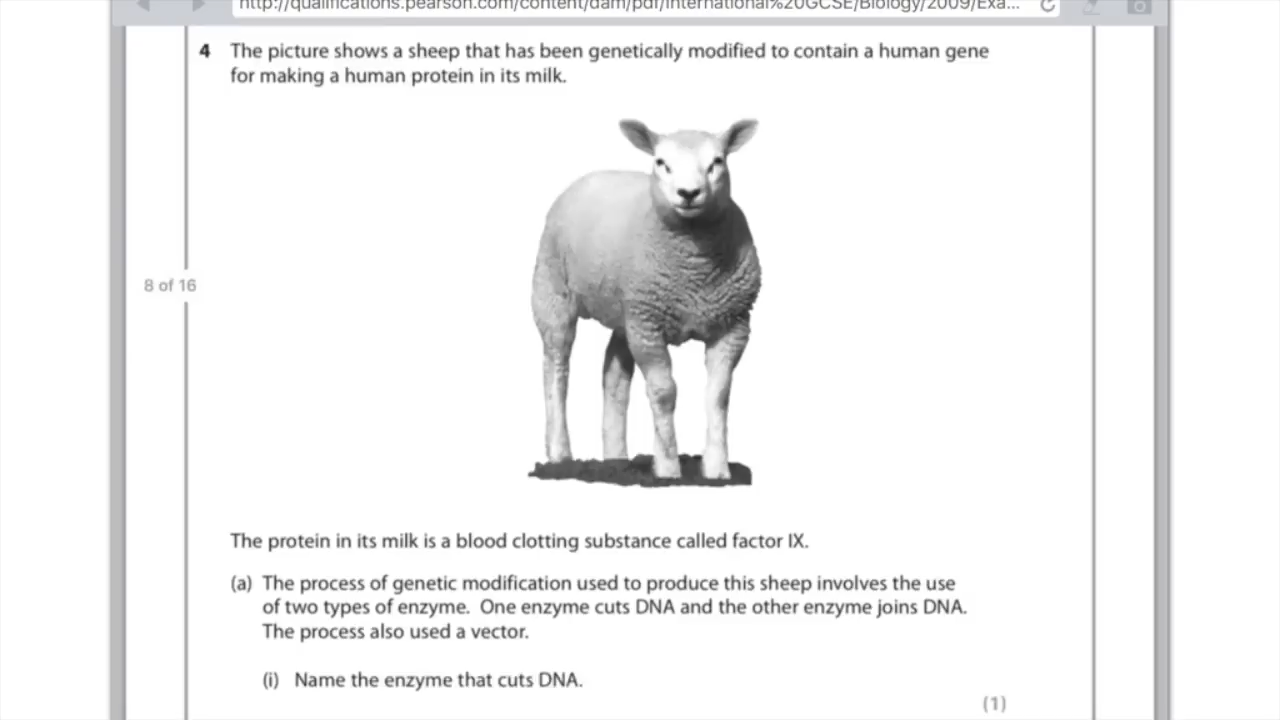 http://qualifications.pearson.com/content/dam/pdf/International%20GCSE/Biology/2009/Exa...
4 The picture shows a sheep that has been genetically modified to contain a human gene
for making a human protein in its milk.
8 of 16
The protein in its milk is a blood clotting substance called factor IX.
(a) The process of genetic modification used to produce this sheep involves the use
of two types of enzyme. One enzyme cuts DNA and the other enzyme joins DNA.
The process also used a vector.
(i) Name the enzyme that cuts DNA.
(1)